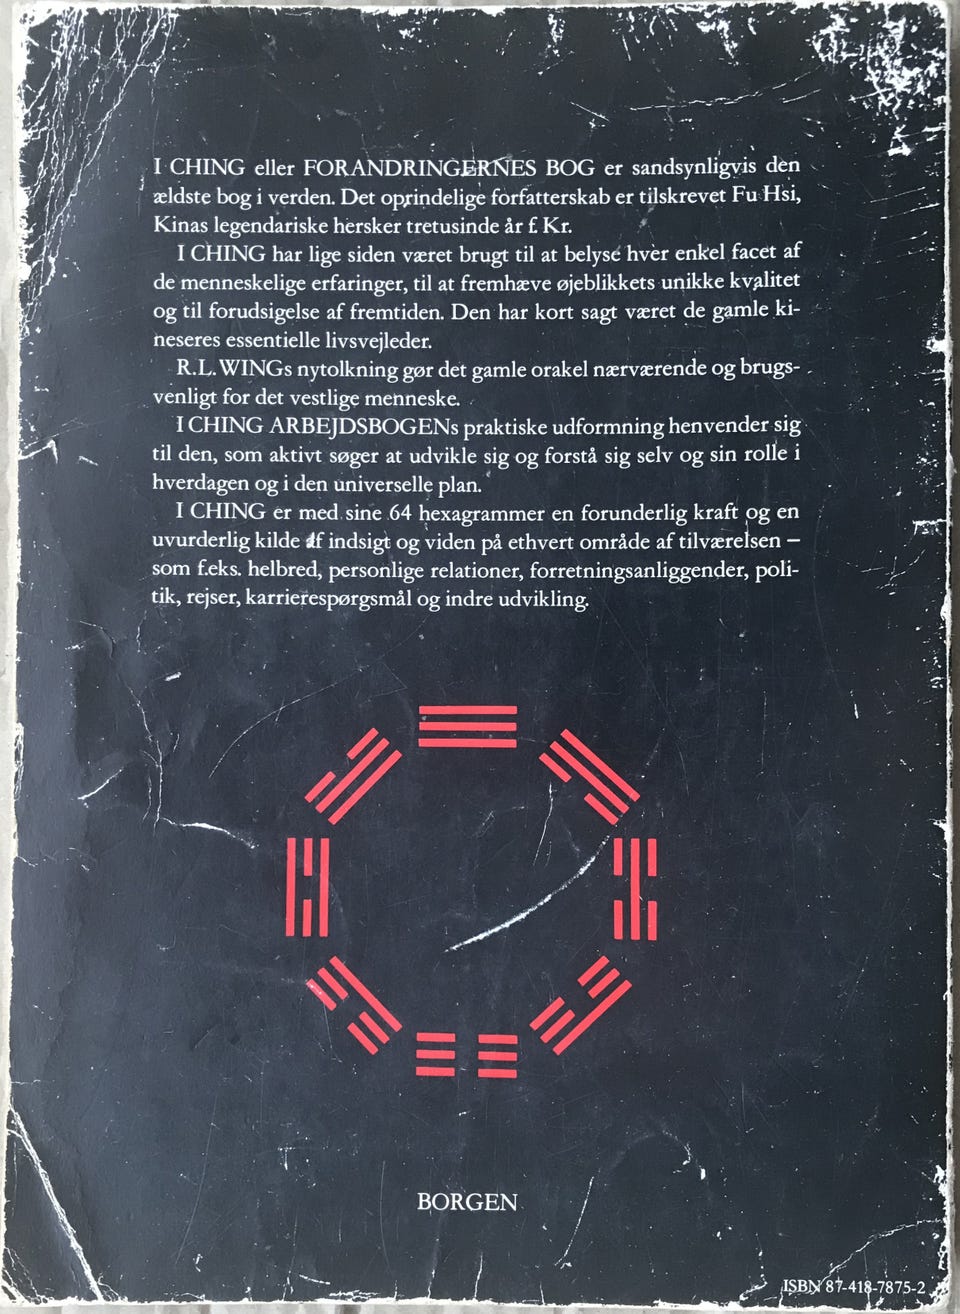 I CHING eller FORANDRINGERNES BOG er sandsynligvis den
ældste bog i verden. Det oprindelige forfatterskab er tilskrevet Fu Hsi,
Kinas legendariske hersker tretusinde år f. Kr.
I CHING har lige siden været brugt til at belyse hver enkel facet af
de menneskelige erfaringer, til at fremhæve øjeblikkets unikke kvalitet
og til forudsigelse af fremtiden. Den har kort sagt været de gamle ki-
neseres essentielle livsvejleder.
R.L.WINGs nytolkning gør det gamle orakel nærværende og brugs-
venligt for det vestlige menneske.
I CHING ARBEJDSBOGENs praktiske udformning henvender sig
til den, som aktivt søger at udvikle sig og forstå sig selv og sin rolle i
hverdagen og i den universelle plan.
I CHING er med sine 64 hexagrammer en forunderlig kraft og en
uvurderlig kilde af indsigt og viden på ethvert område af tilværelsen –
som f.eks. helbred, personlige relationer, forretningsanliggender, poli-
tik, rejser, karrierespørgsmål og indre udvikling.
BORGEN
ISBN 87-418-7875-2